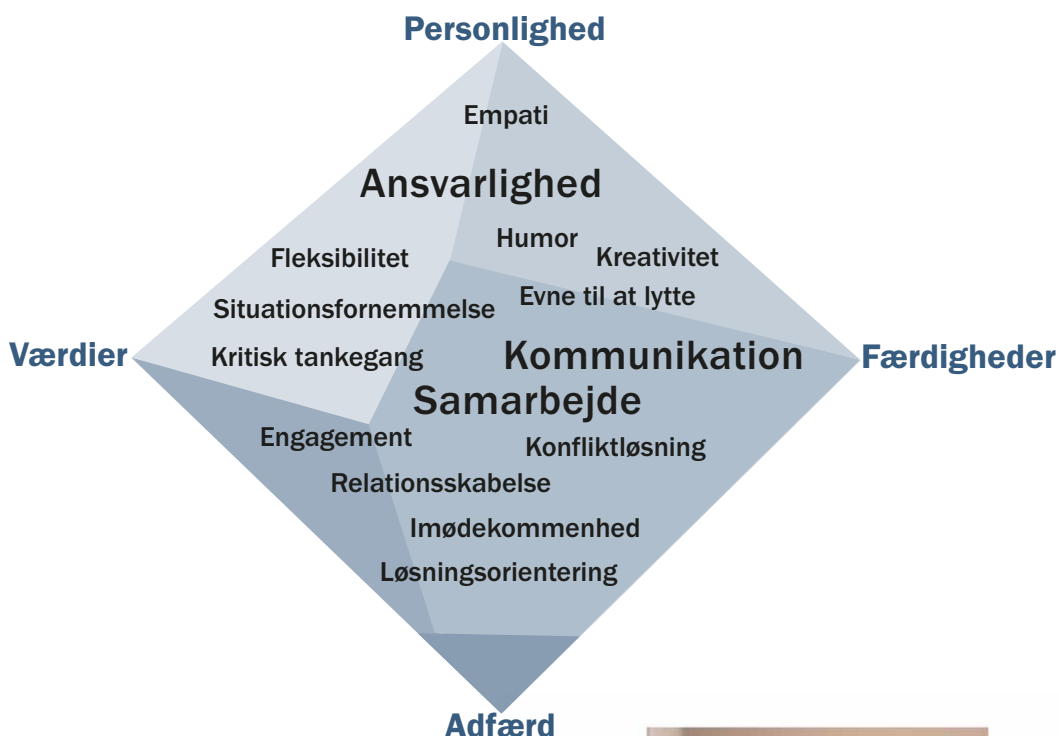 Personlighed
Empati
Ansvarlighed
Humor
Fleksibilitet
Kreativitet
Evne til at lytte
Situationsfornemmelse
Værdier
Kritisk tankegang
Kommunikation
Færdigheder
Samarbejde
Engagement
Konfliktløsning
Relationsskabelse
Imødekommenhed
Løsningsorientering
Adfærd